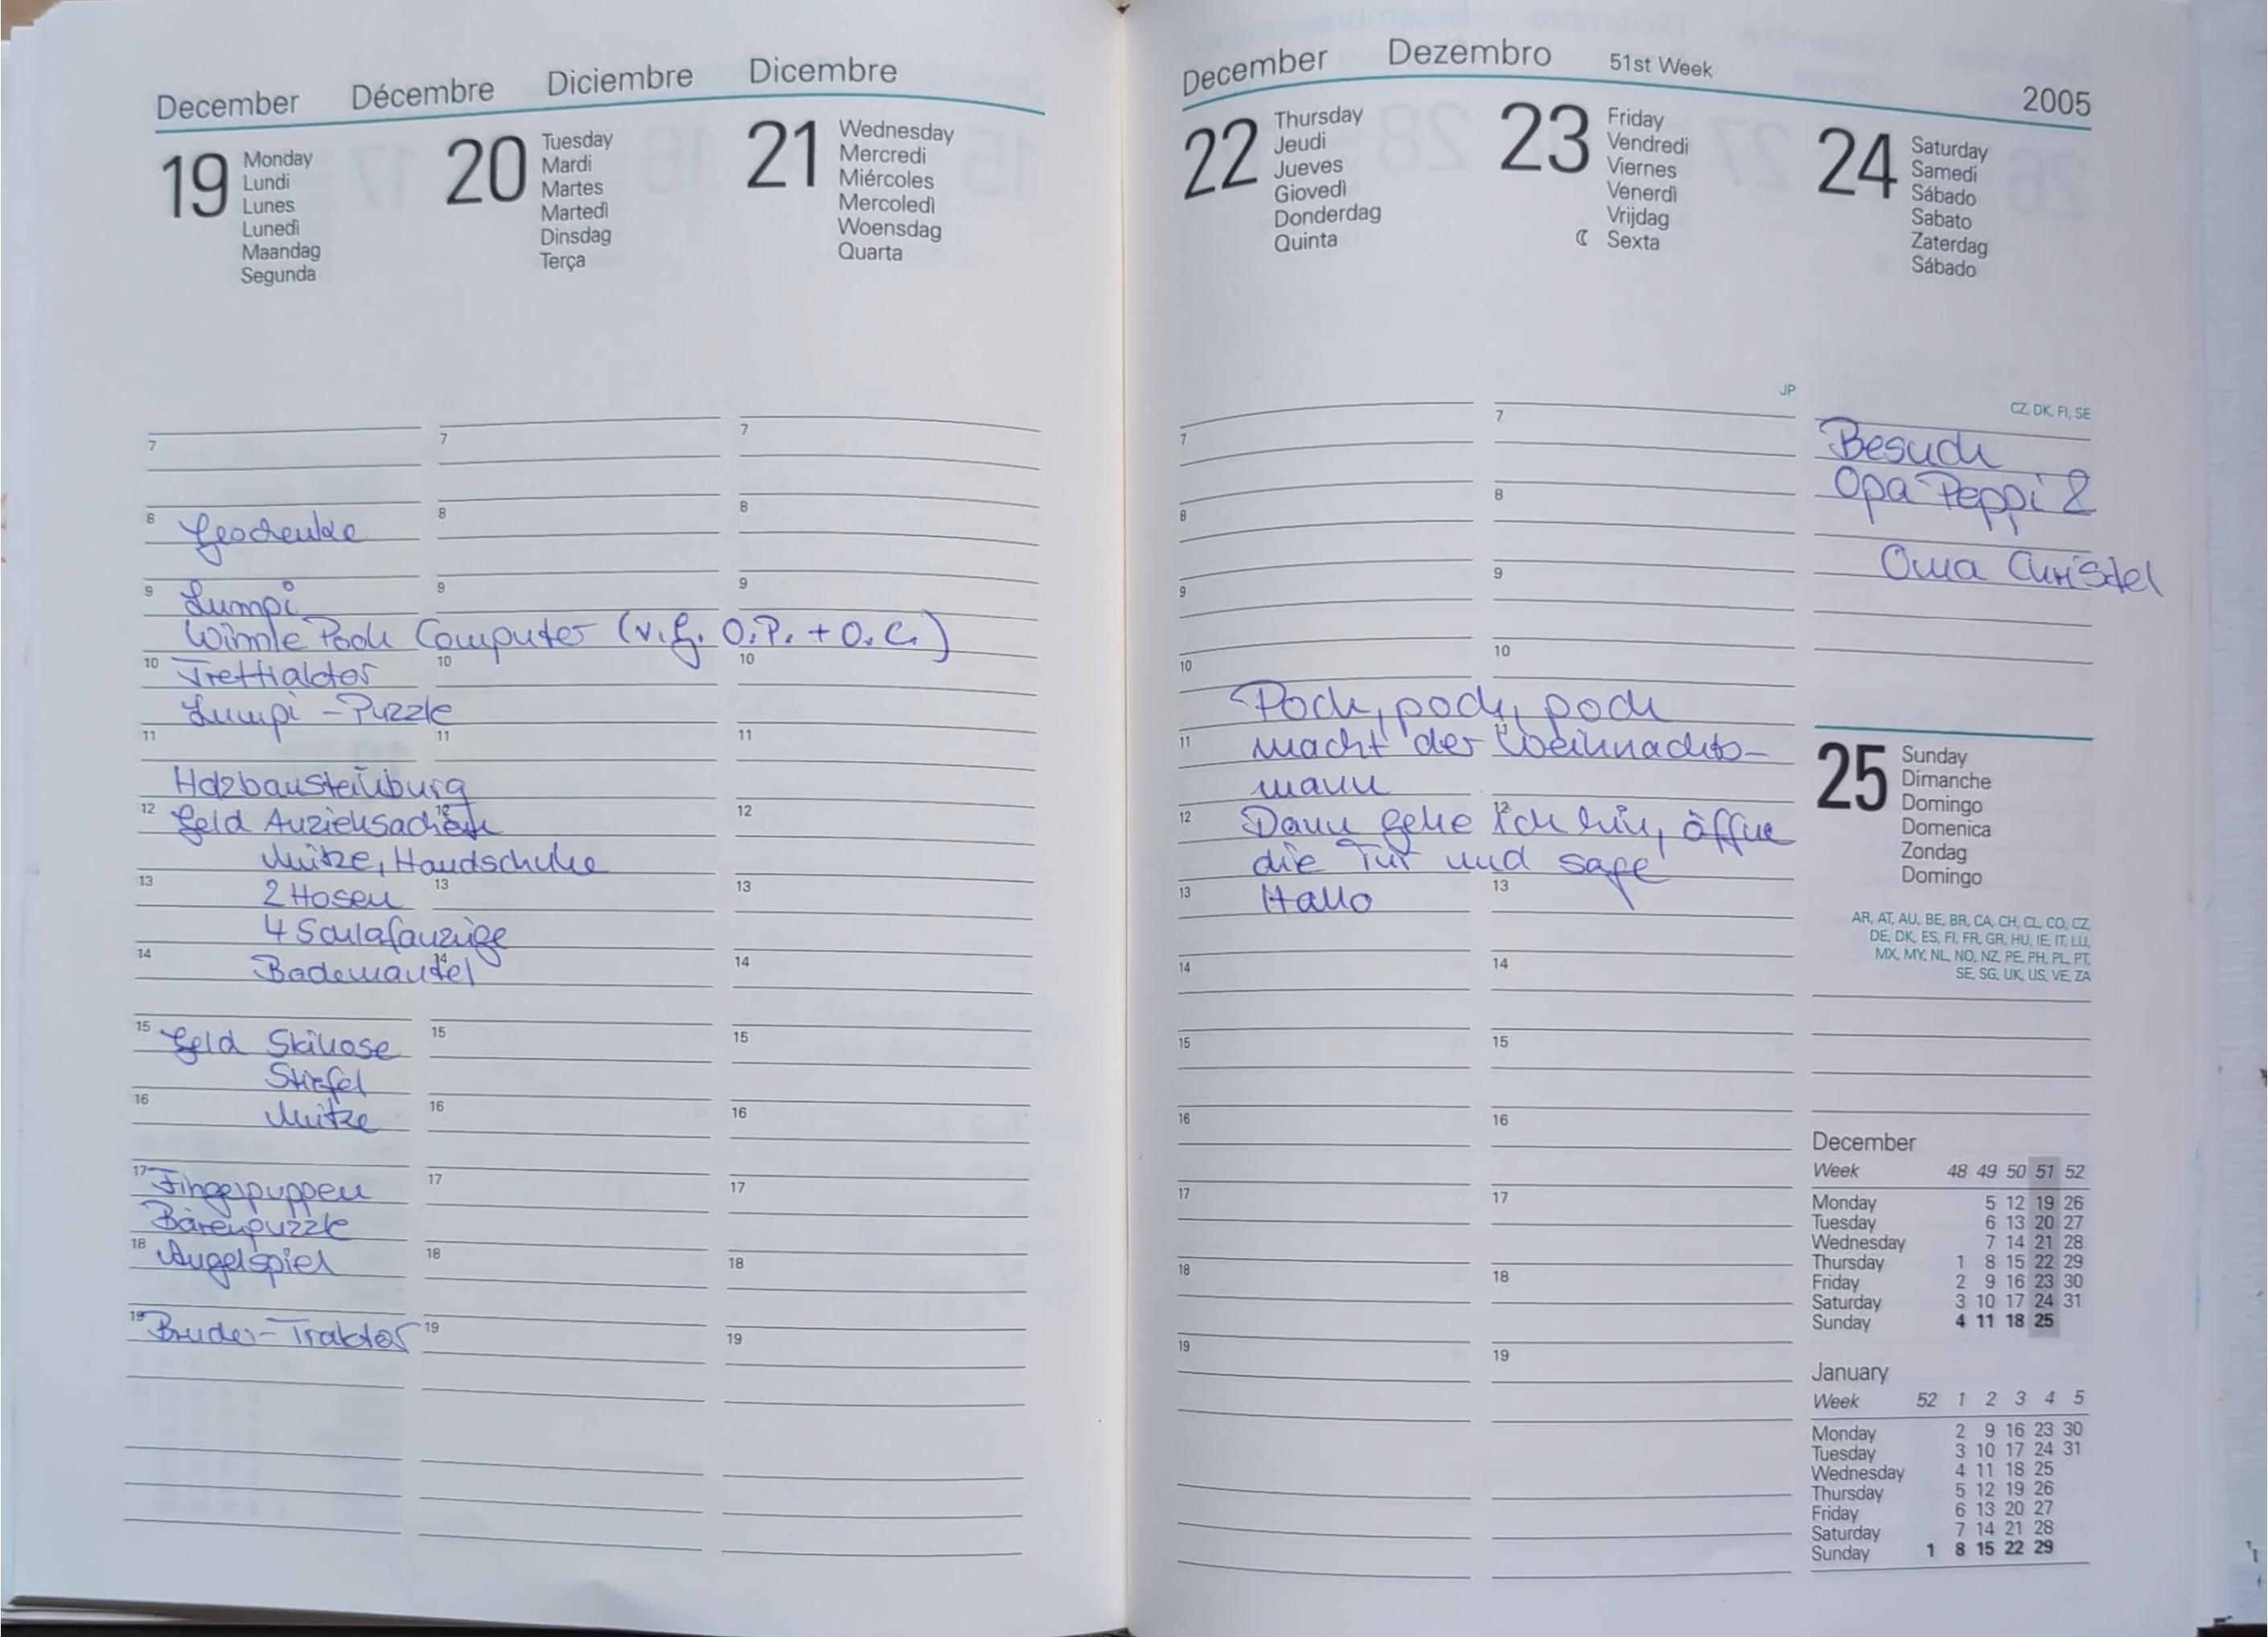 December Décembre Diciembre Dicembre
19 Monday
Lundi
Lunes
Lunedì
Maandag
Segunda
20 Tuesday
Mardi
Martes
Martedì
Dinsdag
Terça
21 Wednesday
Mercredi
Miércoles
Mercoledì
Woensdag
Quarta
7 7 7
8 Geschenke 8 8
9 Lumpi 9 9
Winnie Pooh Computer (v. g. O.P. + O.C.)
10 Trettraktor 10 10
Lumpi - Puzzle
11 11 11
Holzbausteinburg
12 Geld Anziehsachen 12 12
Mütze, Handschuhe
13 2 Hosen 13 13
4 Schlafanzüge
14 Bademantel 14 14
15 Geld Skihose 15 15
Stiefel
16 Mütze 16 16
17 Fingerpuppen 17 17
Bärenpuzzle
18 Angelspiel 18 18
19 Bruder-Traktor 19 19
December Dezembro 51st Week 2005
22 Thursday
Jeudi
Jueves
Giovedì
Donderdag
Quinta
23 Friday
Vendredi
Viernes
Venerdì
Vrijdag
Sexta
24 Saturday
Samedi
Sábado
Sabato
Zaterdag
Sábado
JP
CZ, DK, FI, SE
7 7
Besuch
8 8 Opa Peppi &
Oma Christel
9 9
10 10
Poch, poch, poch
11 11 macht der Weihnachts-
mann
12 12 Dann gehe ich hin, öffne
die Tür und sage
13 13 Hallo
14 14
15 15
16 16
17 17
18 18
19 19
25 Sunday
Dimanche
Domingo
Domenica
Zondag
Domingo
AR, AT, AU, BE, BR, CA, CH, CL, CO, CZ,
DE, DK, ES, FI, FR, GR, HU, IE, IT, LU,
MX, MY, NL, NO, NZ, PE, PH, PL, PT,
SE, SG, UK, US, VE, ZA
December
Week 48 49 50 51 52
Monday 5 12 19 26
Tuesday 6 13 20 27
Wednesday 7 14 21 28
Thursday 1 8 15 22 29
Friday 2 9 16 23 30
Saturday 3 10 17 24 31
Sunday 4 11 18 25
January
Week 52 1 2 3 4 5
Monday 2 9 16 23 30
Tuesday 3 10 17 24 31
Wednesday 4 11 18 25
Thursday 5 12 19 26
Friday 6 13 20 27
Saturday 7 14 21 28
Sunday 1 8 15 22 29